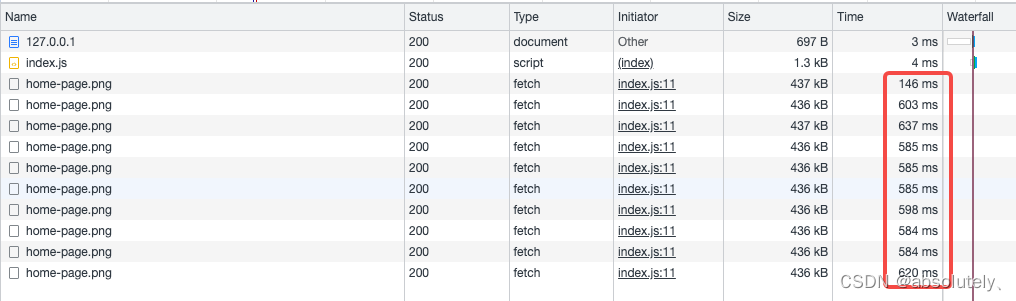 Name Status Type Initiator Size Time Waterfall
127.0.0.1 200 document Other 697 B 3 ms
index.js 200 script (index) 1.3 kB 4 ms
home-page.png 200 fetch index.js:11 437 kB 146 ms
home-page.png 200 fetch index.js:11 436 kB 603 ms
home-page.png 200 fetch index.js:11 437 kB 637 ms
home-page.png 200 fetch index.js:11 436 kB 585 ms
home-page.png 200 fetch index.js:11 436 kB 585 ms
home-page.png 200 fetch index.js:11 436 kB 585 ms
home-page.png 200 fetch index.js:11 436 kB 598 ms
home-page.png 200 fetch index.js:11 436 kB 584 ms
home-page.png 200 fetch index.js:11 436 kB 584 ms
home-page.png 200 fetch index.js:11 436 kB 620 ms
CSDN @absolutely、